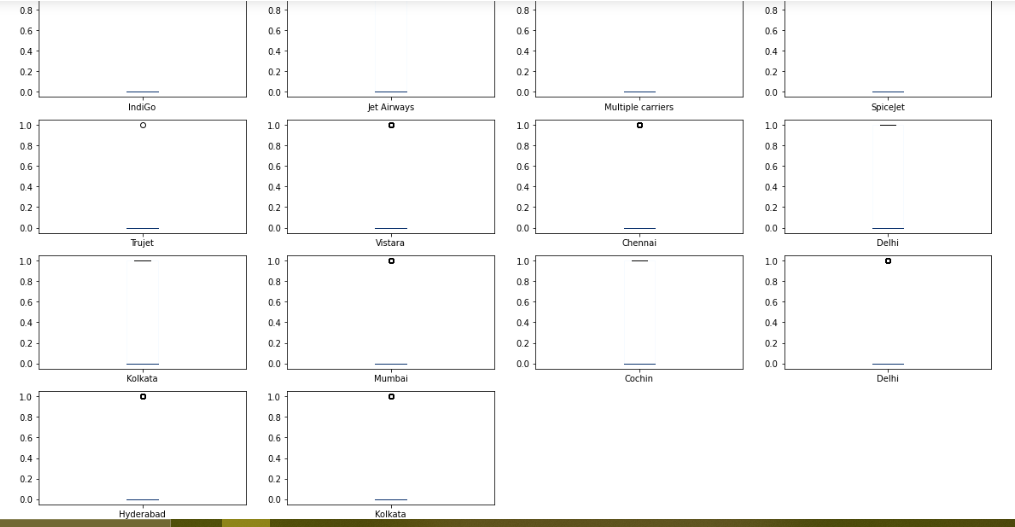 0.8 0.8 0.8 0.8
0.6 0.6 0.6 0.6
0.4 0.4 0.4 0.4
0.2 0.2 0.2 0.2
0.0 0.0 0.0 0.0
IndiGo Jet Airways Multiple carriers SpiceJet
1.0 1.0 1.0 1.0
0.8 0.8 0.8 0.8
0.6 0.6 0.6 0.6
0.4 0.4 0.4 0.4
0.2 0.2 0.2 0.2
0.0 0.0 0.0 0.0
Trujet Vistara Chennai Delhi
1.0 1.0 1.0 1.0
0.8 0.8 0.8 0.8
0.6 0.6 0.6 0.6
0.4 0.4 0.4 0.4
0.2 0.2 0.2 0.2
0.0 0.0 0.0 0.0
Kolkata Mumbai Cochin Delhi
1.0 1.0
0.8 0.8
0.6 0.6
0.4 0.4
0.2 0.2
0.0 0.0
Hyderabad Kolkata